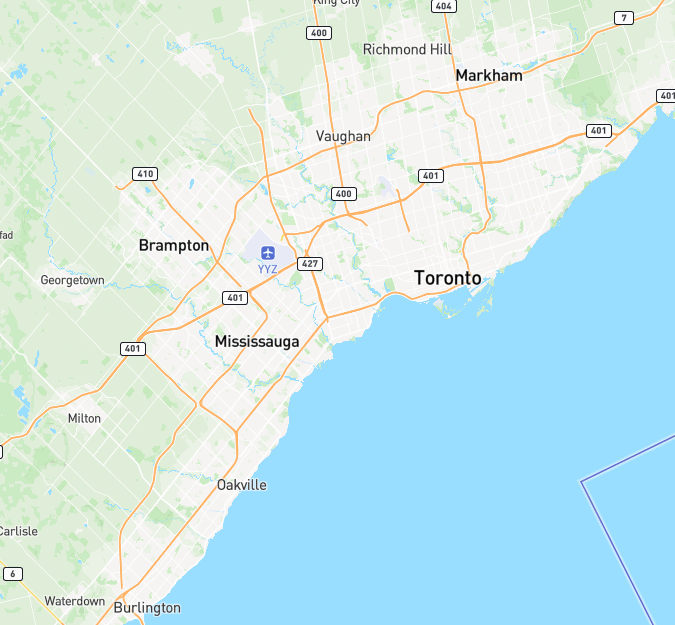 King City
404
7
400
Richmond Hill
Markham
401
401
Vaughan
410
401
400
Brampton
427
YYZ
Toronto
Georgetown
401
401
Mississauga
Milton
Oakville
Carlisle
6
Waterdown
Burlington